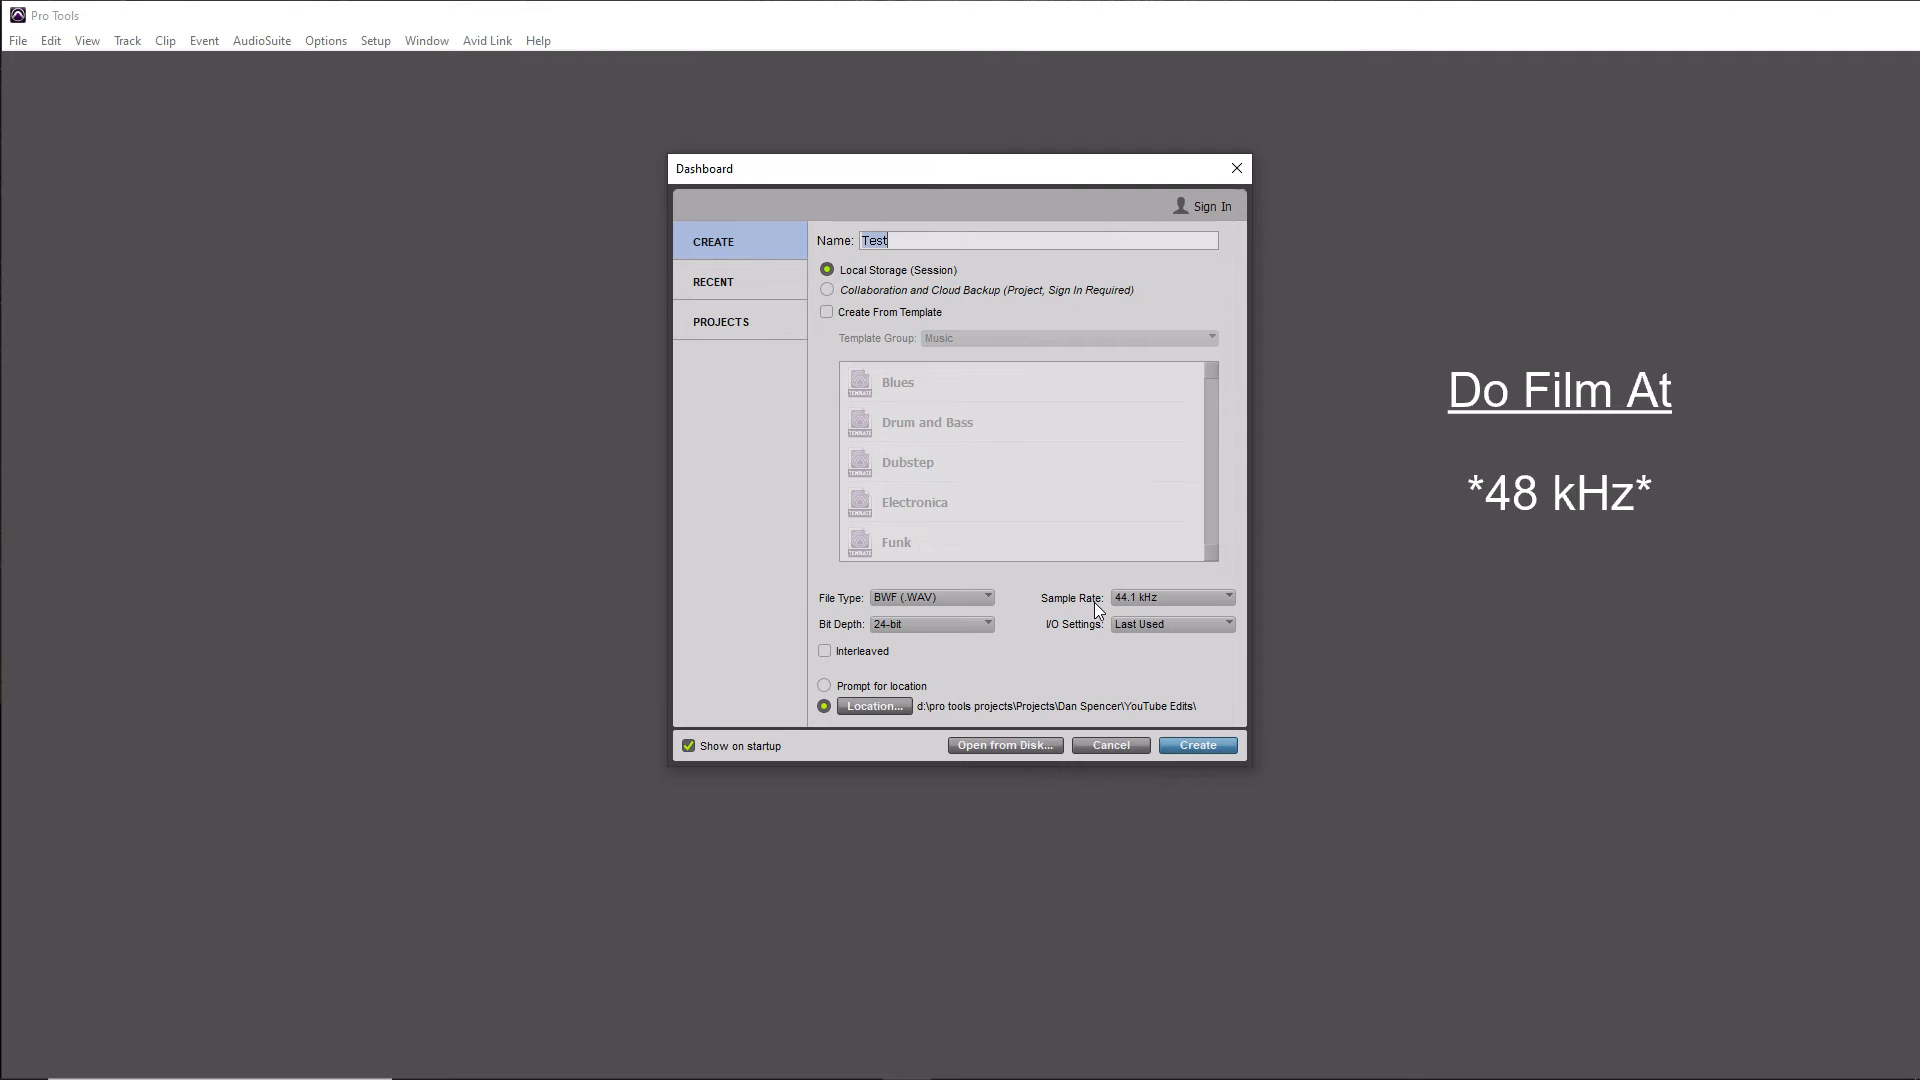 Pro Tools
File Edit View Track Clip Event AudioSuite Options Setup Window Avid Link Help
Dashboard
Sign In
CREATE
RECENT
PROJECTS
Name: Test
Local Storage (Session)
Collaboration and Cloud Backup (Project, Sign In Required)
Create From Template
Template Group: Music
Blues
Drum and Bass
Dubstep
Electronica
Funk
File Type: BWF (.WAV) Sample Rate: 44.1 kHz
Bit Depth: 24-bit I/O Settings: Last Used
Interleaved
Prompt for location
Location... d:\pro tools projects\Projects\Dan Spencer\YouTube Edits\
Show on startup Open from Disk... Cancel Create
Do Film At
*48 kHz*